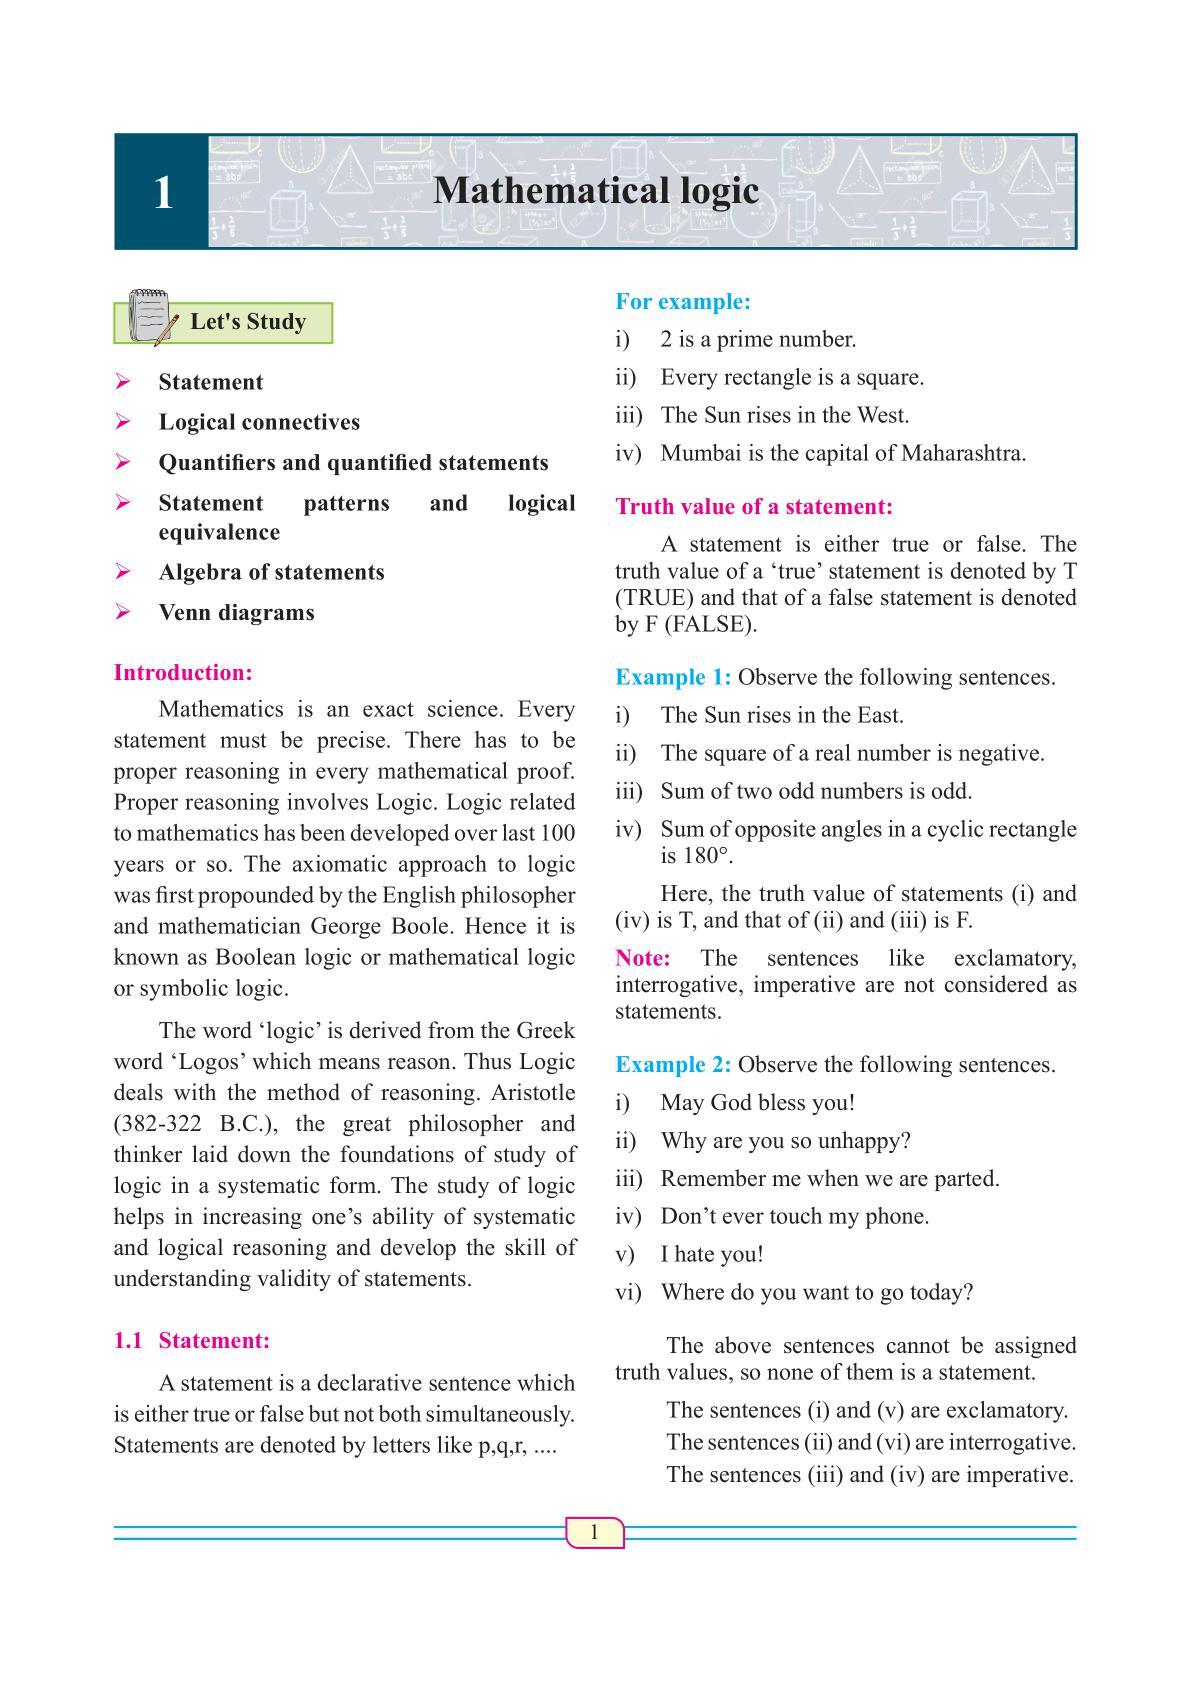 1
Mathematical logic
Let's Study
➢ Statement
➢ Logical connectives
➢ Quantifiers and quantified statements
➢ Statement patterns and logical
equivalence
➢ Algebra of statements
➢ Venn diagrams
Introduction:
Mathematics is an exact science. Every
statement must be precise. There has to be
proper reasoning in every mathematical proof.
Proper reasoning involves Logic. Logic related
to mathematics has been developed over last 100
years or so. The axiomatic approach to logic
was first propounded by the English philosopher
and mathematician George Boole. Hence it is
known as Boolean logic or mathematical logic
or symbolic logic.
The word ‘logic’ is derived from the Greek
word ‘Logos’ which means reason. Thus Logic
deals with the method of reasoning. Aristotle
(382-322 B.C.), the great philosopher and
thinker laid down the foundations of study of
logic in a systematic form. The study of logic
helps in increasing one’s ability of systematic
and logical reasoning and develop the skill of
understanding validity of statements.
1.1 Statement:
A statement is a declarative sentence which
is either true or false but not both simultaneously.
Statements are denoted by letters like p,q,r, ....
For example:
i) 2 is a prime number.
ii) Every rectangle is a square.
iii) The Sun rises in the West.
iv) Mumbai is the capital of Maharashtra.
Truth value of a statement:
A statement is either true or false. The
truth value of a ‘true’ statement is denoted by T
(TRUE) and that of a false statement is denoted
by F (FALSE).
Example 1: Observe the following sentences.
i) The Sun rises in the East.
ii) The square of a real number is negative.
iii) Sum of two odd numbers is odd.
iv) Sum of opposite angles in a cyclic rectangle
is 180°.
Here, the truth value of statements (i) and
(iv) is T, and that of (ii) and (iii) is F.
Note: The sentences like exclamatory,
interrogative, imperative are not considered as
statements.
Example 2: Observe the following sentences.
i) May God bless you!
ii) Why are you so unhappy?
iii) Remember me when we are parted.
iv) Don’t ever touch my phone.
v) I hate you!
vi) Where do you want to go today?
The above sentences cannot be assigned
truth values, so none of them is a statement.
The sentences (i) and (v) are exclamatory.
The sentences (ii) and (vi) are interrogative.
The sentences (iii) and (iv) are imperative.
1